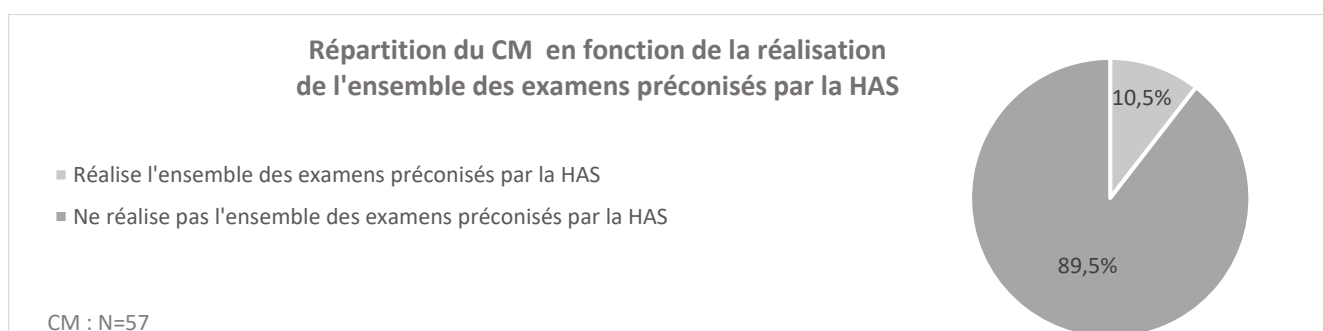 Répartition du CM en fonction de la réalisation
de l'ensemble des examens préconisés par la HAS
10,5%
Réalise l'ensemble des examens préconisés par la HAS
Ne réalise pas l'ensemble des examens préconisés par la HAS
89,5%
CM : N=57